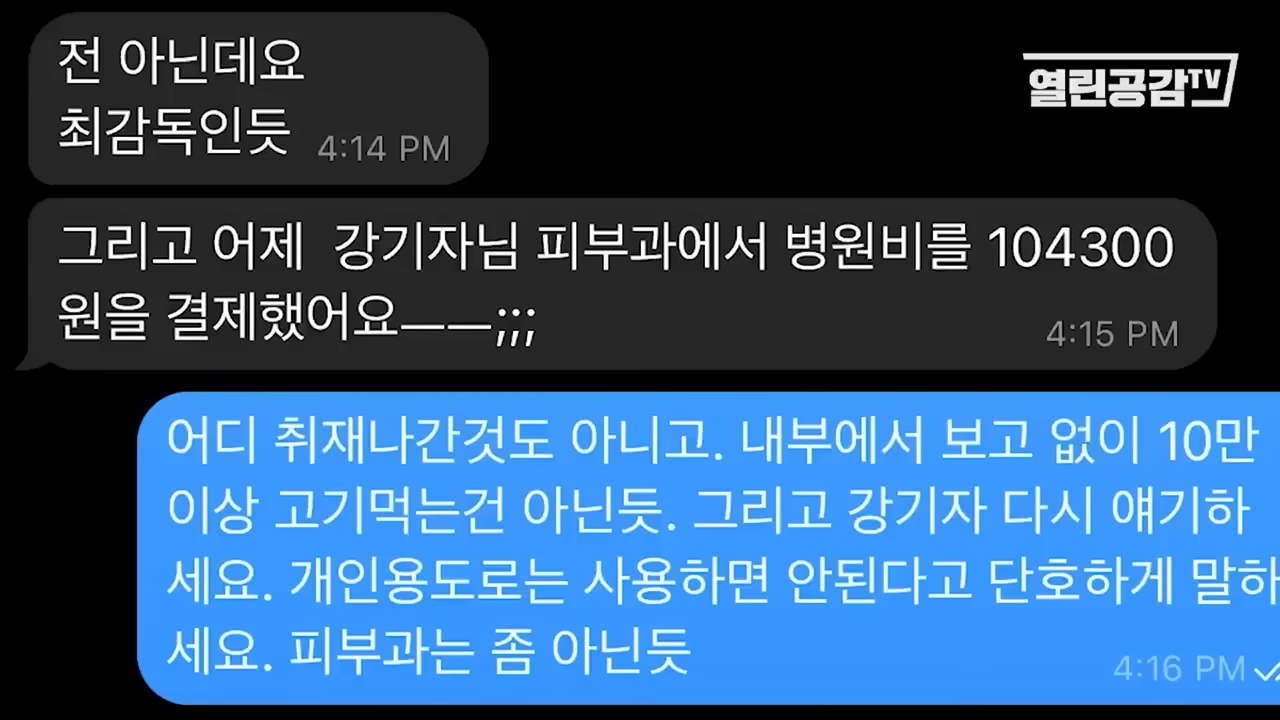 전 아닌데요
최감독인듯 4:14 PM
열린공감TV
그리고 어제 강기자님 피부과에서 병원비를 104300
원을 결제했어요ㅡㅡ;;;
4:15 PM
어디 취재나간것도 아니고. 내부에서 보고 없이 10만
이상 고기먹는건 아닌듯. 그리고 강기자 다시 얘기하
세요. 개인용도로는 사용하면 안된다고 단호하게 말하
세요. 피부과는 좀 아닌듯
4:16 PM